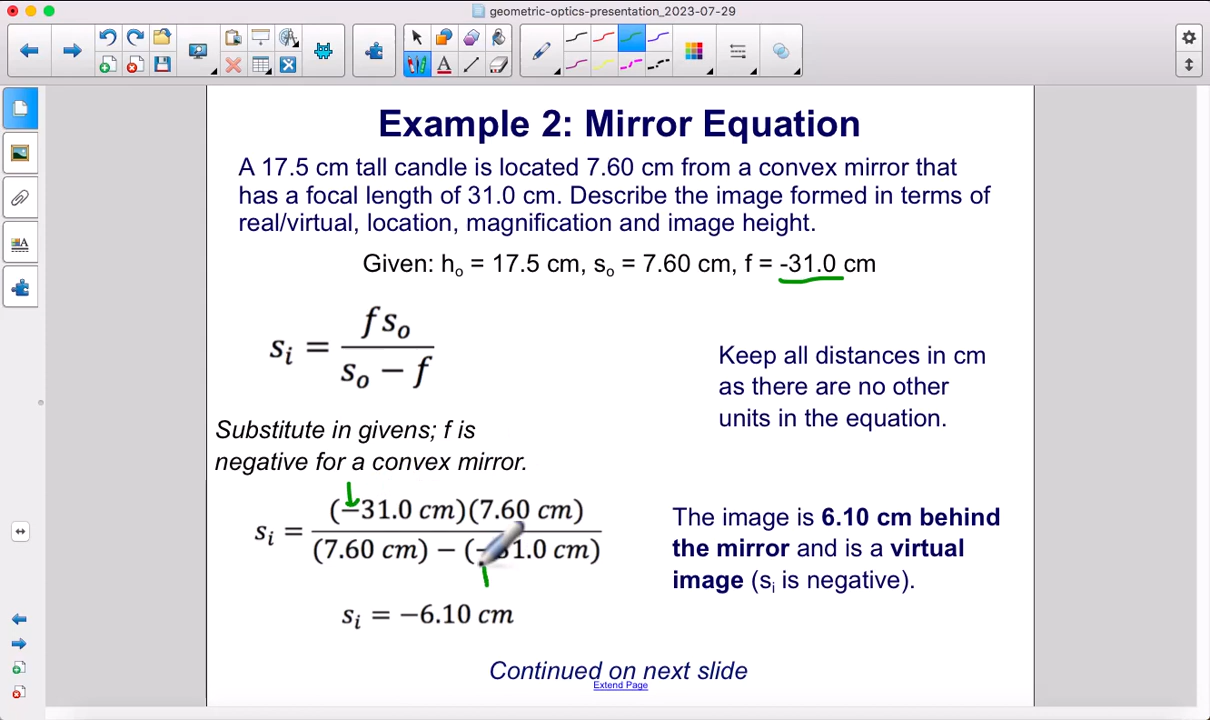 geometric-optics-presentation_2023-07-29
Example 2: Mirror Equation
A 17.5 cm tall candle is located 7.60 cm from a convex mirror that
has a focal length of 31.0 cm. Describe the image formed in terms of
real/virtual, location, magnification and image height.
Given: hₒ = 17.5 cm, sₒ = 7.60 cm, f = -31.0 cm
sᵢ = fsₒ / (sₒ − f)
Keep all distances in cm
as there are no other
units in the equation.
Substitute in givens; f is
negative for a convex mirror.
sᵢ = (−31.0 cm)(7.60 cm) / (7.60 cm) − (−31.0 cm)
sᵢ = −6.10 cm
The image is 6.10 cm behind
the mirror and is a virtual
image (sᵢ is negative).
Continued on next slide
Extend Page